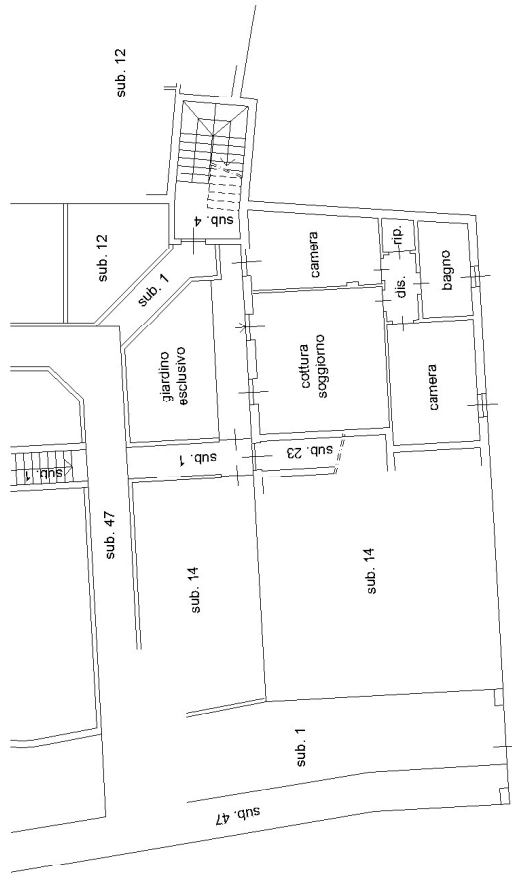 sub. 12
sub. 4
sub. 12
sub. 1
camera
rip.
dis.
bagno
giardino
esclusivo
cottura
soggiorno
camera
sub. 1
sub. 23
sub. 1
sub. 47
sub. 14
sub. 14
sub. 1
sub. 47